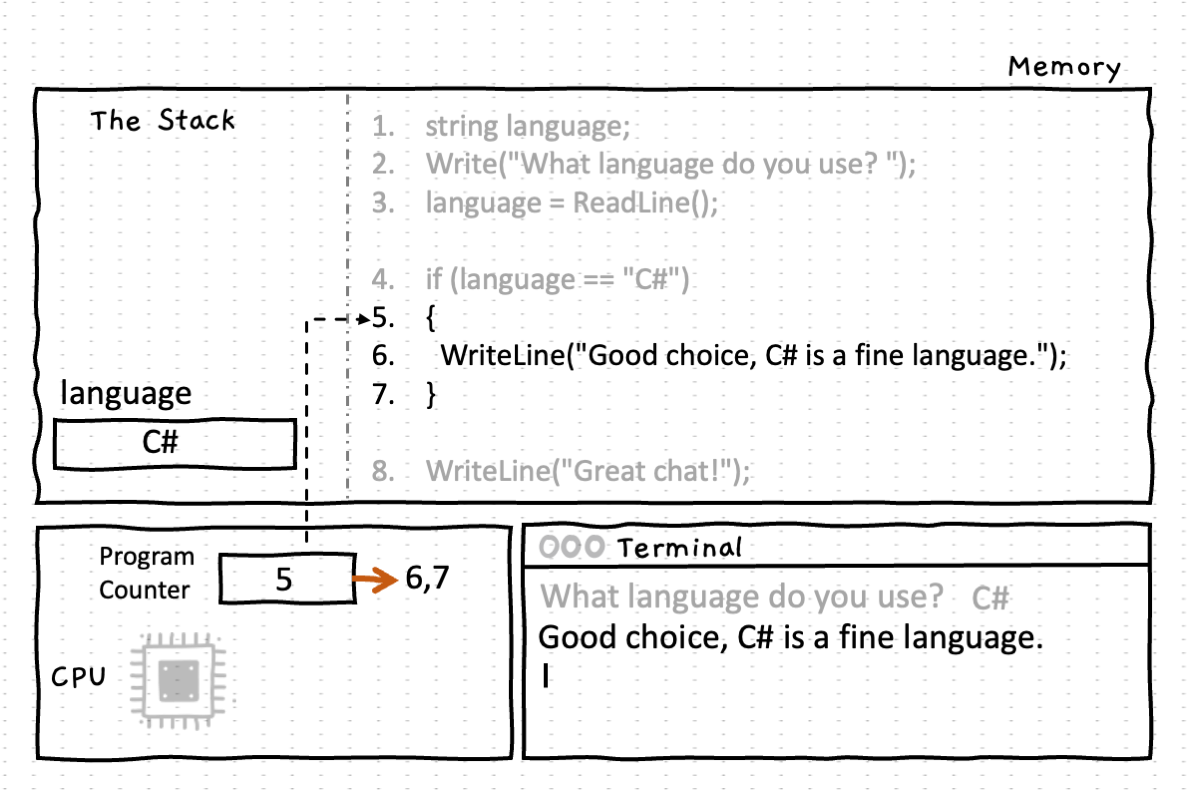 Memory
The Stack
1. string language;
2. Write("What language do you use? ");
3. language = ReadLine();
4. if (language == "C#")
5. {
6. WriteLine("Good choice, C# is a fine language.");
7. }
8. WriteLine("Great chat!");
language
C#
Program
Counter
5
6,7
CPU
Terminal
What language do you use? C#
Good choice, C# is a fine language.